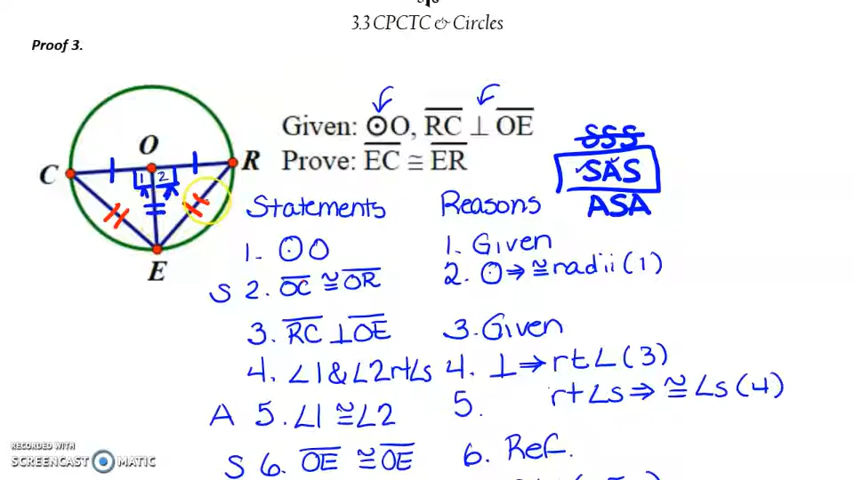 3.3 CPCTC & Circles
Proof 3.
Given: ⊙O, RC ⊥ OE
Prove: EC ≅ ER
SSS
SAS
ASA
O
C
R
1 2
E
Statements Reasons
1. ⊙O 1. Given
S 2. OC ≅ OR 2. ⊙ ⇒ ≅ radii (1)
3. RC ⊥ OE 3. Given
4. ∠1 & ∠2 rt ∠s 4. ⊥ ⇒ rt ∠ (3)
A 5. ∠1 ≅ ∠2 5. rt ∠s ⇒ ≅ ∠s (4)
S 6. OE ≅ OE 6. Ref.
RECORDED WITH
SCREENCAST MATIC